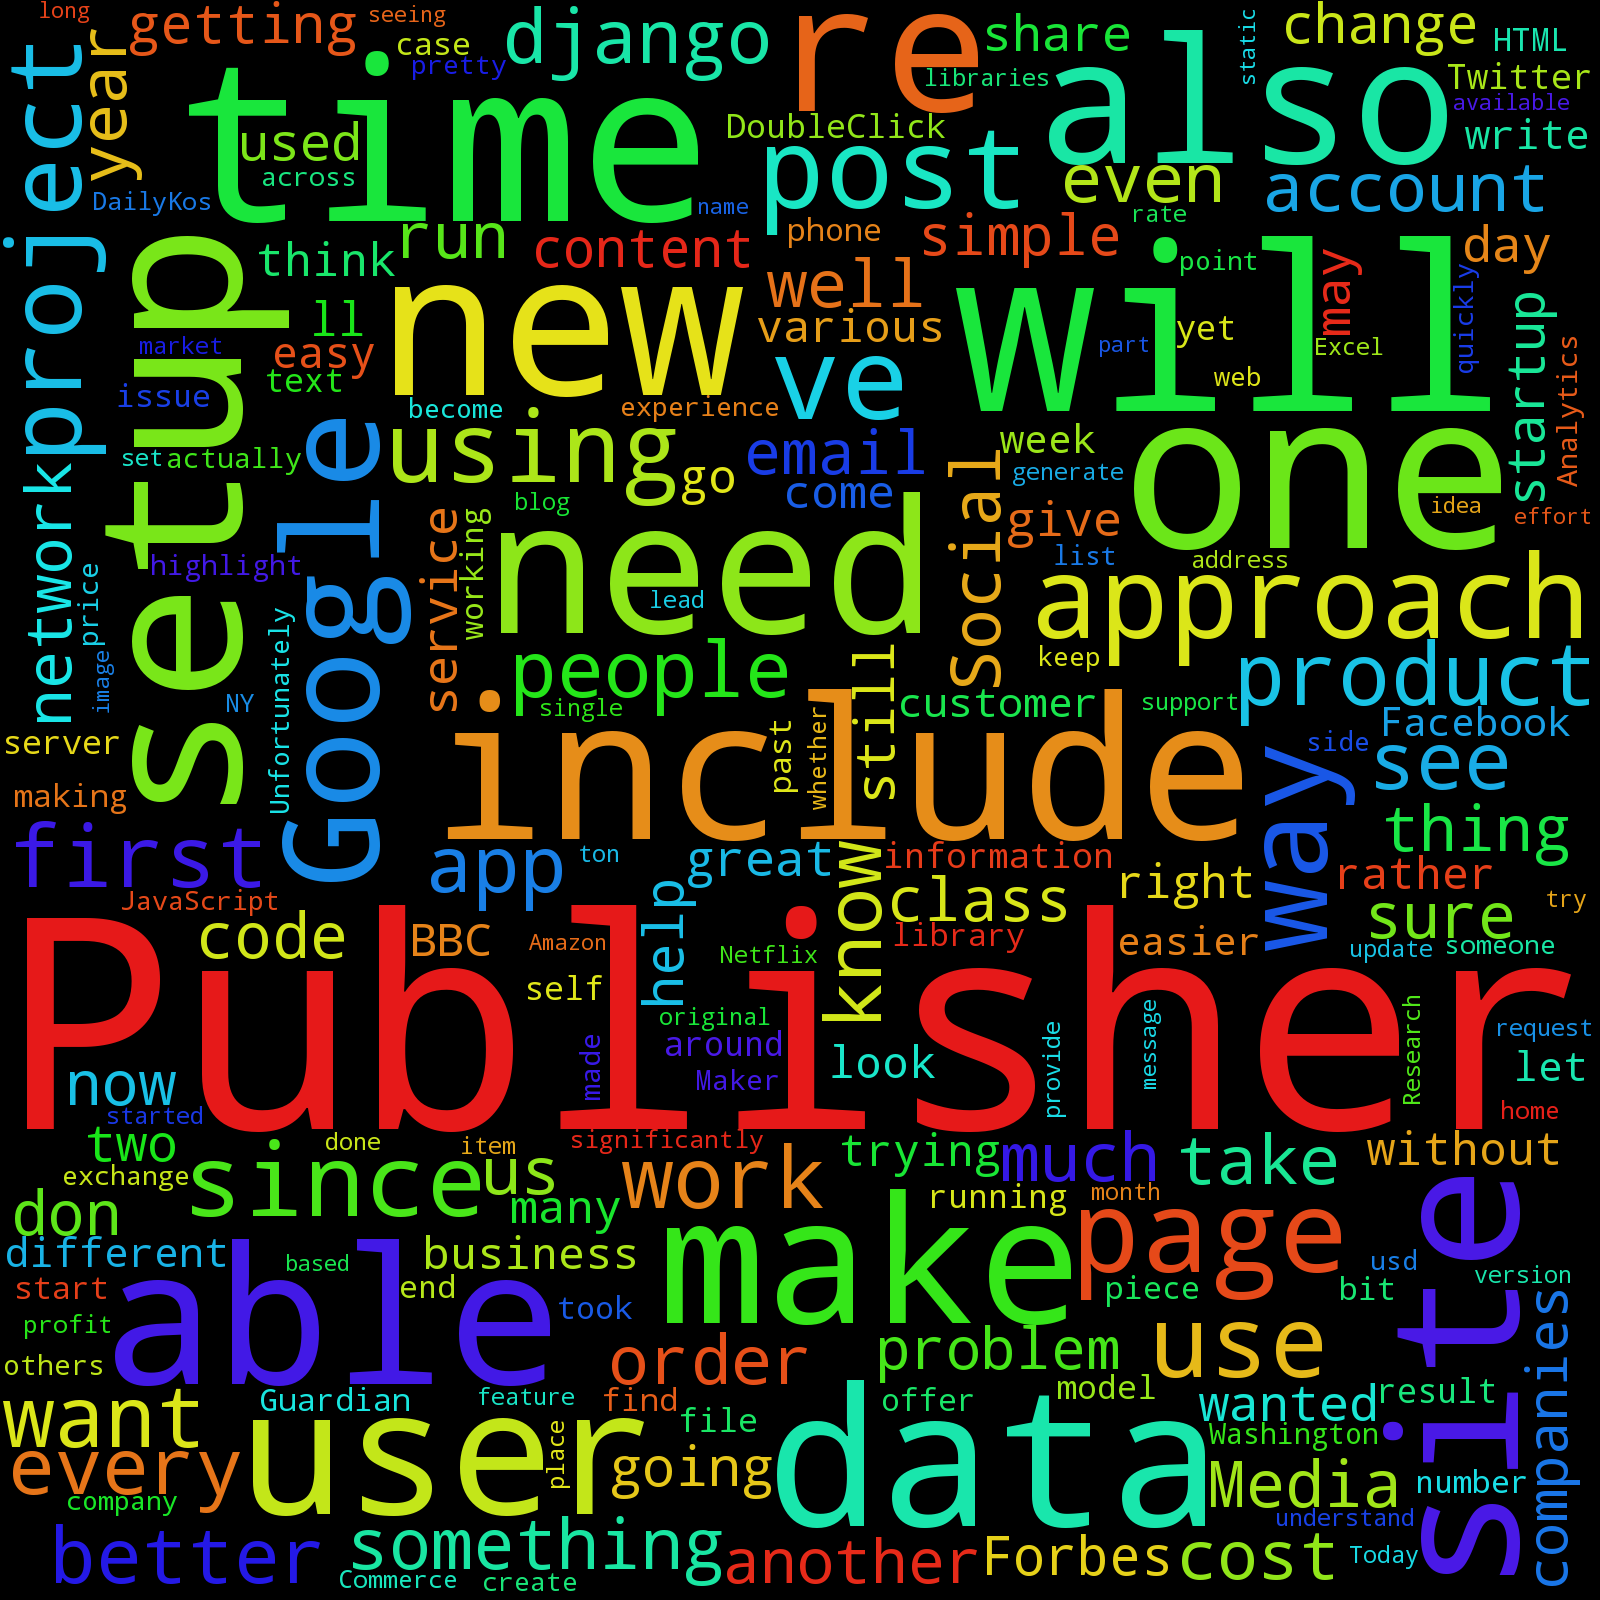 long
getting
seeing
case
pretty
django
re
share
libraries
static
change
HTML
Twitter
available
write
year
project
time
used
across
DailyKos
DoubleClick
post
also
even
account
name
rate
run
content
phone
simple
point
may
day
quickly
think
setup
ll
new
well
various
will
yet
startup
market
easy
text
issue
ve
part
Excel
web
Analytics
become
experience
Google
using
go
email
come
week
generate
one
set
actually
network
blog
Social
give
idea
effort
service
working
need
list
address
highlight
price
lead
approach
Unfortunately
people
keep
product
image
NY
single
still
customer
support
Facebook
server
include
past
whether
way
side
see
making
first
app
ton
great
information
thing
JavaScript
know
class
right
rather
try
code
BBC
Amazon
help
Netflix
library
easier
sure
update
someone
Publisher
self
original
around
Maker
made
look
provide
message
Research
request
let
now
started
home
two
done
item
significantly
trying
much
take
without
exchange
since
us
many
work
running
month
don
different
based
business
make
page
site
usd
version
start
able
end
took
piece
bit
profit
others
order
problem
use
companies
want
Guardian
feature
find
offer
model
wanted
result
user
file
data
Washington
every
place
going
Media
number
company
understand
better
something
another
Forbes
cost
Today
Commerce
create